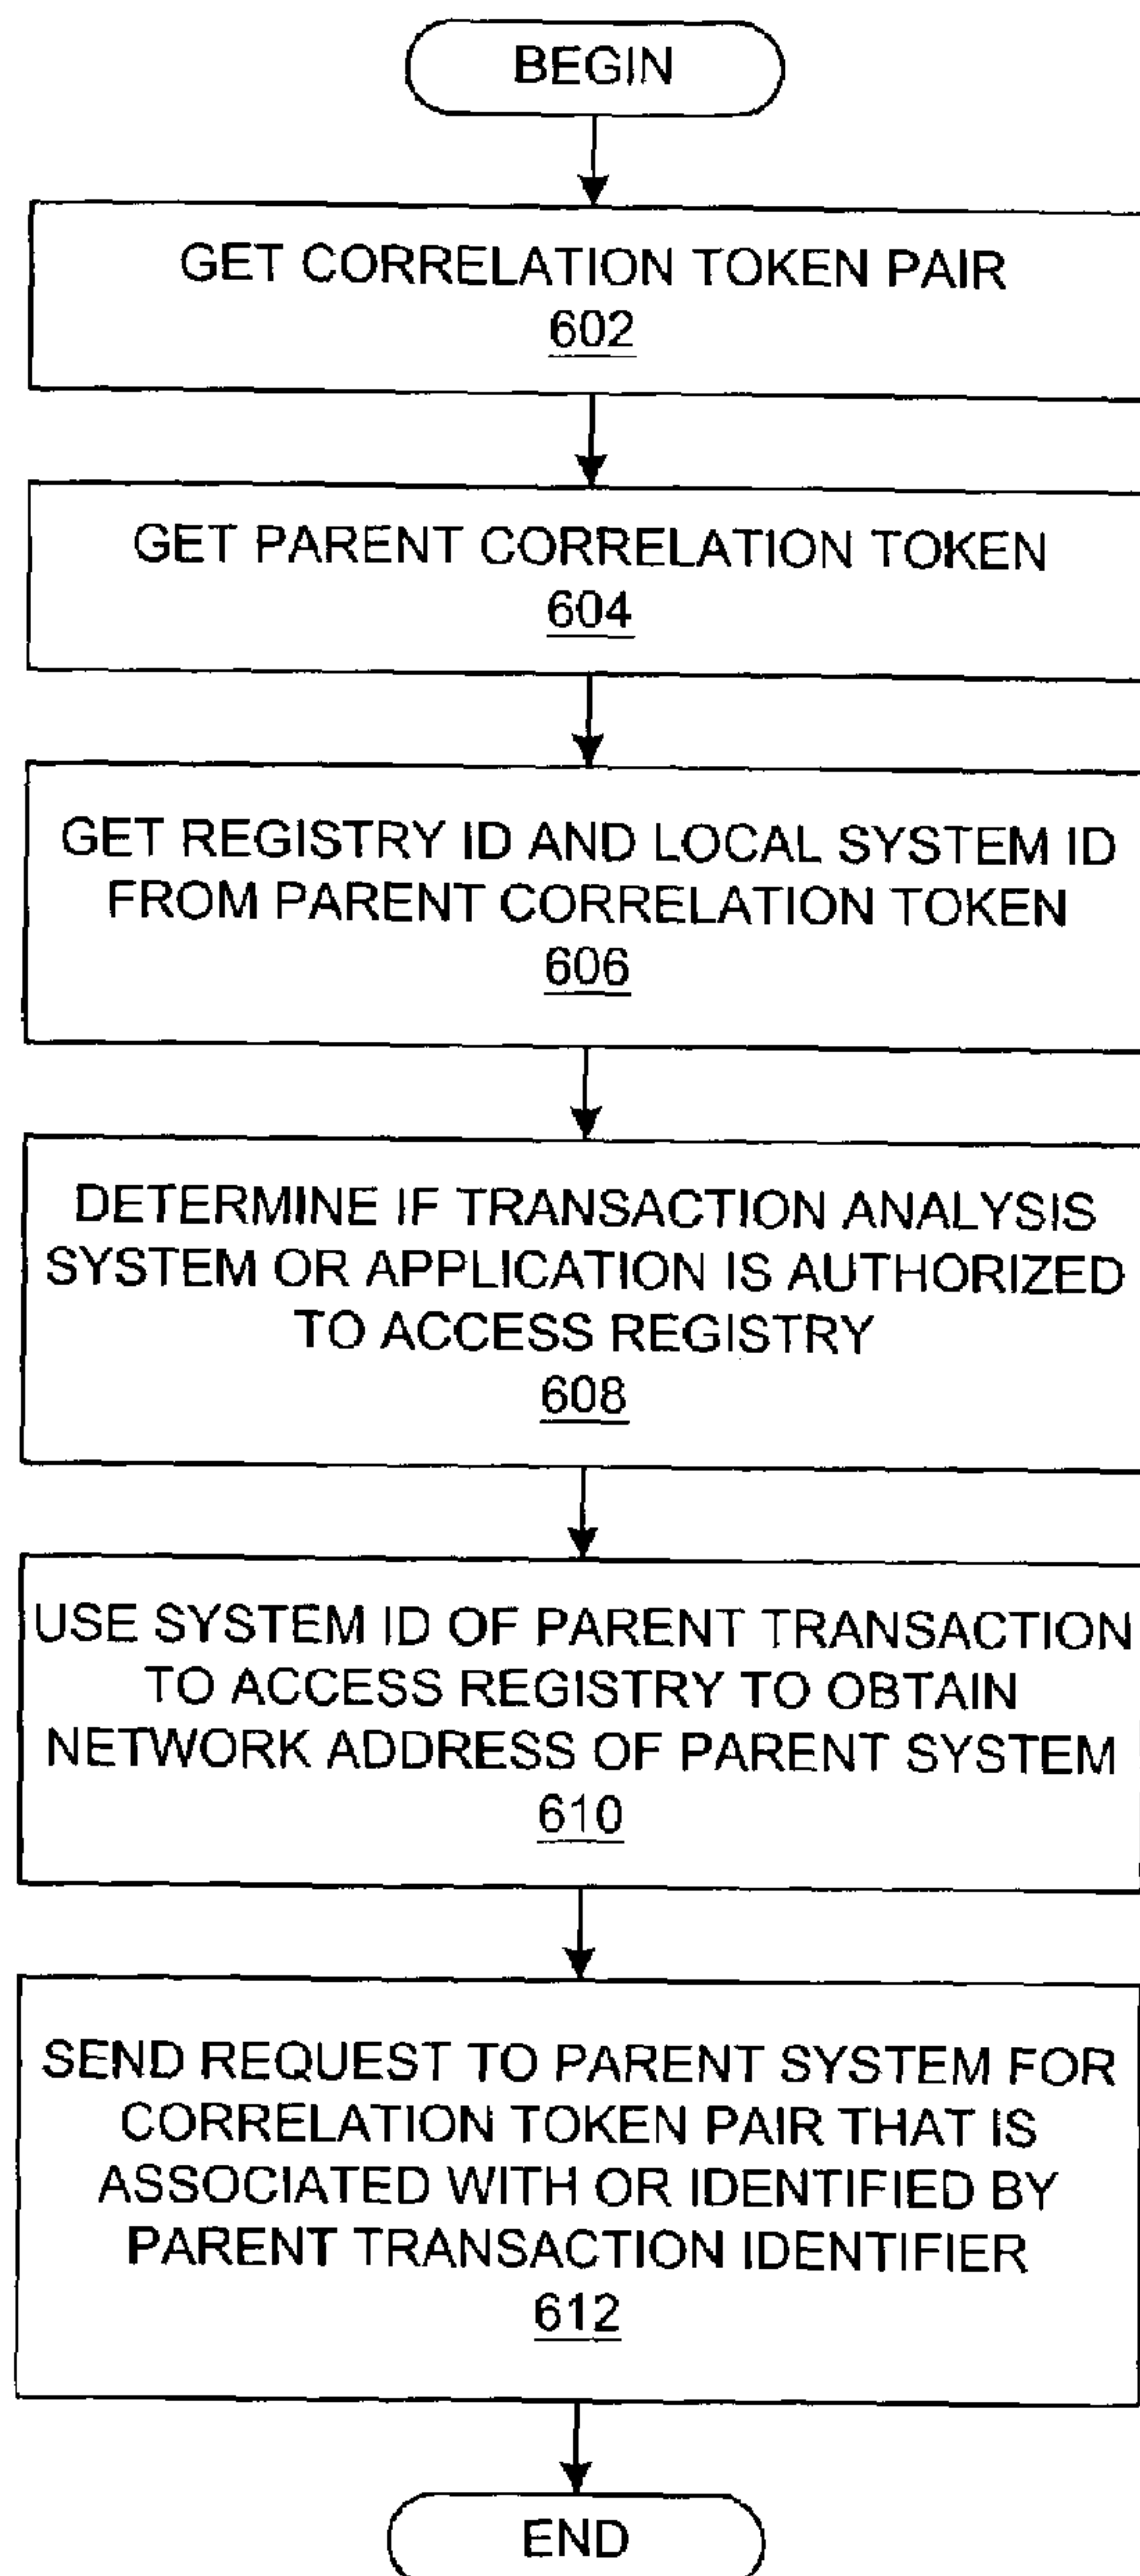 BEGIN
GET CORRELATION TOKEN PAIR
602
GET PARENT CORRELATION TOKEN
604
GET REGISTRY ID AND LOCAL SYSTEM ID
FROM PARENT CORRELATION TOKEN
606
DETERMINE IF TRANSACTION ANALYSIS
SYSTEM OR APPLICATION IS AUTHORIZED
TO ACCESS REGISTRY
608
USE SYSTEM ID OF PARENT TRANSACTION
TO ACCESS REGISTRY TO OBTAIN
NETWORK ADDRESS OF PARENT SYSTEM
610
SEND REQUEST TO PARENT SYSTEM FOR
CORRELATION TOKEN PAIR THAT IS
ASSOCIATED WITH OR IDENTIFIED BY
PARENT TRANSACTION IDENTIFIER
612
END